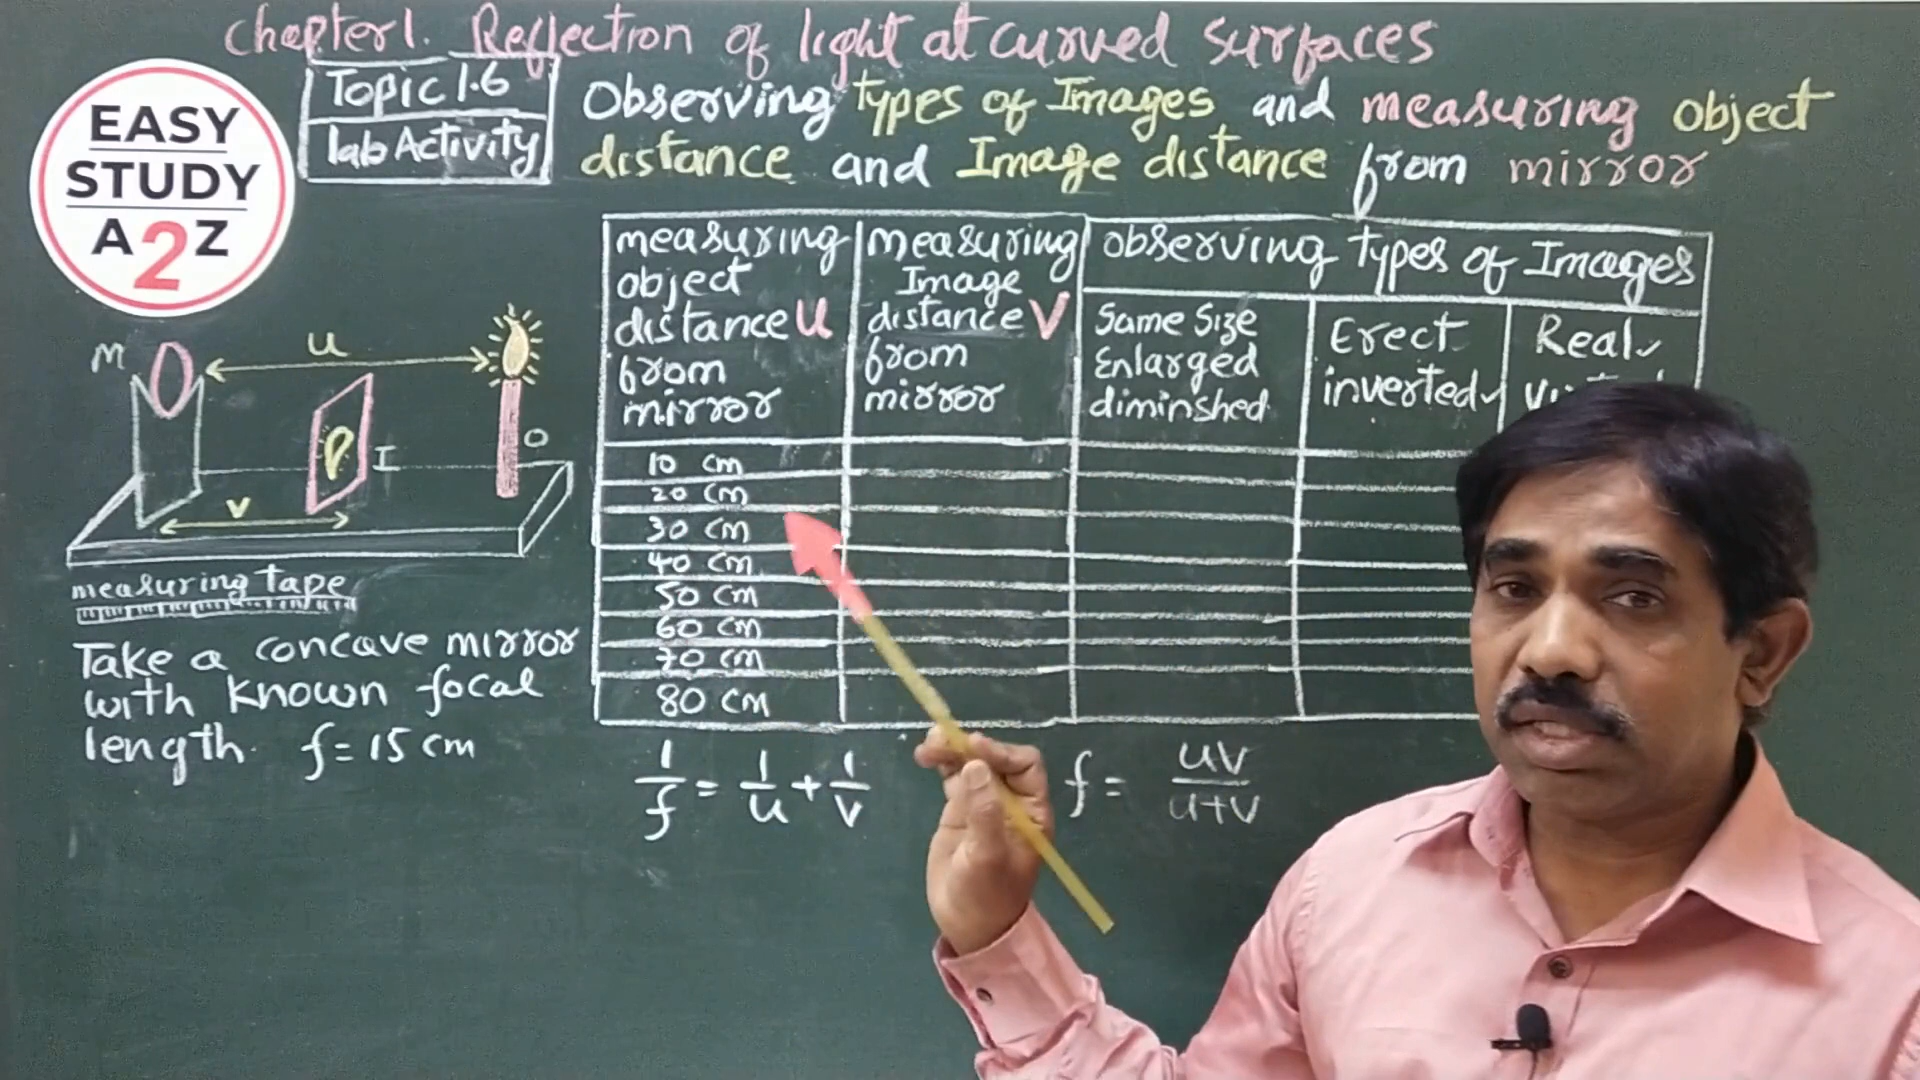 chapter 1. Reflection of light at curved surfaces
EASY
STUDY
A2Z
Topic 1.6
lab Activity
Observing types of Images and measuring object
distance and Image distance from mirror
measuring
object
distance u
from
mirror
measuring
Image
distance V
from
mirror
observing types of Images
Same Size
Enlarged
diminshed
Erect
inverted
Real
M
u
O
I
v
measuring tape
Take a concave mirror
with known focal
length. f = 15 cm
10 cm
20 cm
30 cm
40 cm
50 cm
60 cm
70 cm
80 cm
1/f = 1/u + 1/v
f = uv/u+v